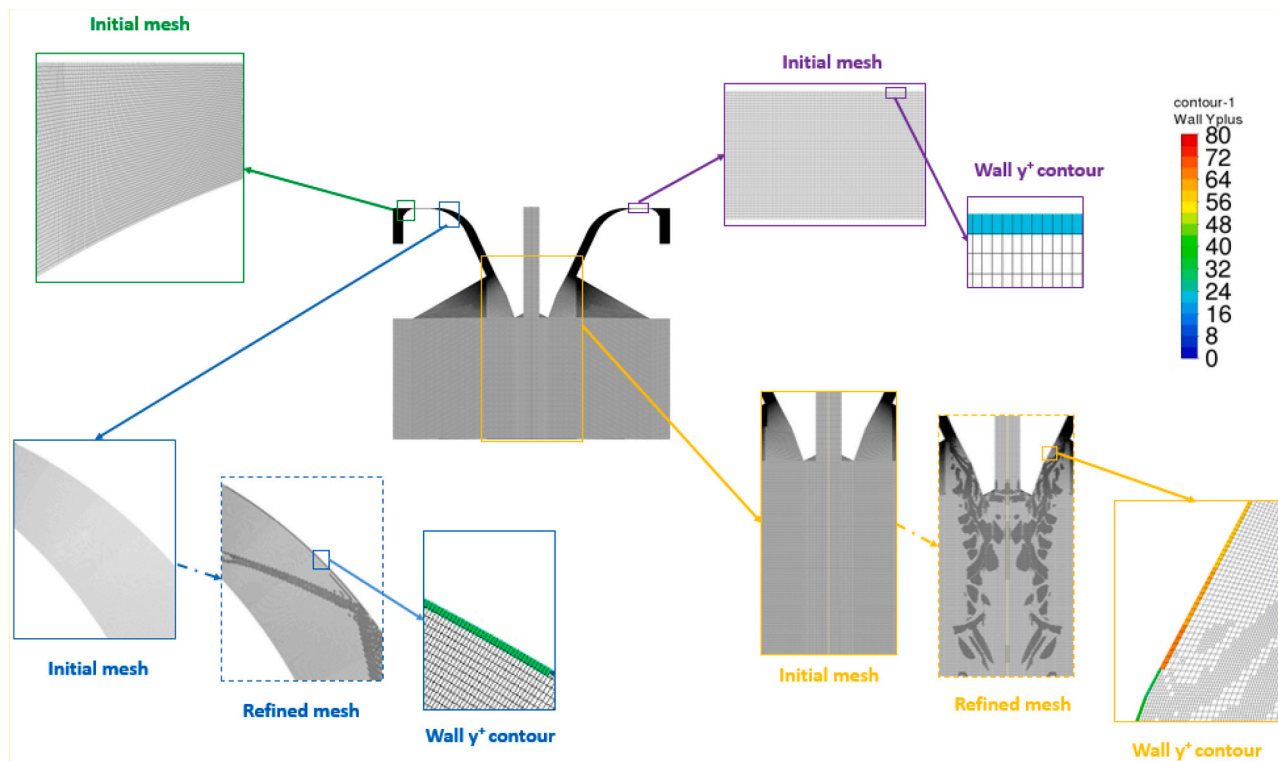 Initial mesh
Initial mesh
contour-1
Wall Yplus
80
72
64
56
48
40
32
24
16
8
0
Wall y⁺ contour
Initial mesh
Refined mesh
Wall y⁺ contour
Initial mesh
Refined mesh
Wall y⁺ contour